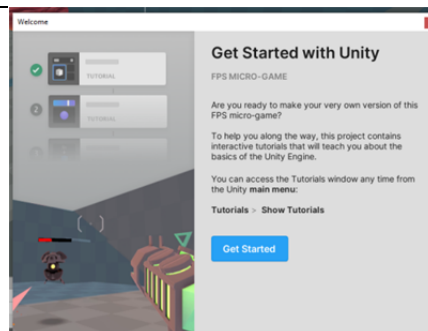 Welcome
TUTORIAL
2
TUTORIAL
3
Get Started with Unity
FPS MICRO-GAME
Are you ready to make your very own version of this
FPS micro-game?
To help you along the way, this project contains
interactive tutorials that will teach you about the
basics of the Unity Engine.
You can access the Tutorials window any time from
the Unity main menu:
Tutorials > Show Tutorials
Get Started